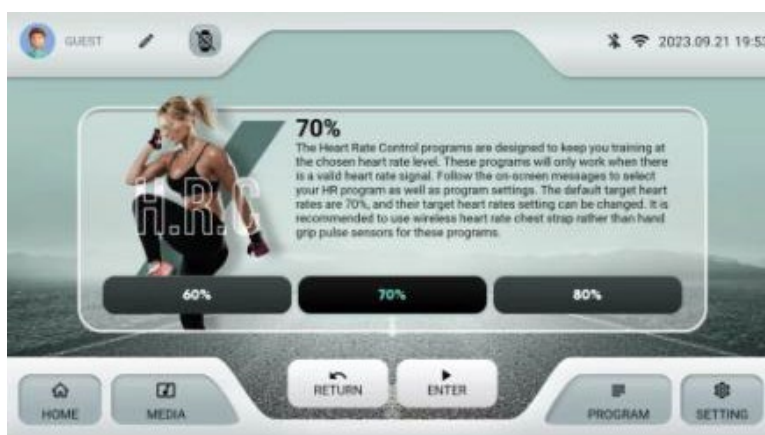 GUEST
2023.09.21 19:53
H.R.C
70%
The Heart Rate Control programs are designed to keep you training at
the chosen heart rate level. These programs will only work when there
is a valid heart rate signal. Follow the on-screen messages to select
your HR program as well as program settings. The default target heart
rates are 70%, and their target heart rates setting can be changed. It is
recommended to use wireless heart rate chest strap rather than hand
grip pulse sensors for these programs.
60%
70%
80%
HOME
MEDIA
RETURN
ENTER
PROGRAM
SETTING